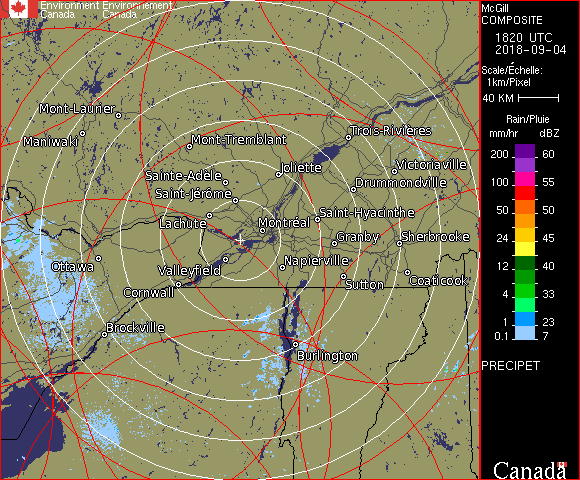 Environment Environnement
Canada Canada
McGill
COMPOSITE
1820 UTC
2018-09-04
Scale/Échelle:
1km/Pixel
40 KM
Rain/Pluie
mm/hr dBZ
200 60
100 55
50 50
24 45
12 40
4 33
1 23
0.1 7
PRECIPET
Canada
Mont-Laurier
Maniwaki
Mont-Tremblant
Trois-Rivières
Joliette
Victoriaville
Sainte-Adèle
Drummondville
Saint-Jérôme
Saint-Hyacinthe
Lachute
Montréal
Granby
Sherbrooke
Ottawa
Valleyfield
Napierville
Cornwall
Sutton
Coaticook
Brockville
Burlington